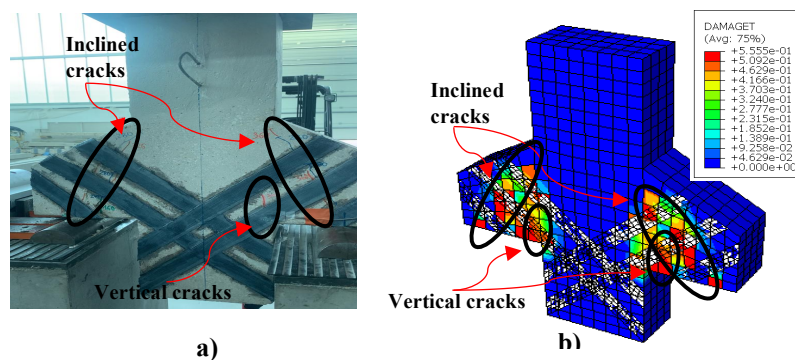 Inclined
cracks
Vertical cracks
a)
Inclined
cracks
Vertical cracks
b)
DAMAGET
(Avg: 75%)
+5.555e-01
+5.092e-01
+4.629e-01
+4.166e-01
+3.703e-01
+3.240e-01
+2.777e-01
+2.315e-01
+1.852e-01
+1.389e-01
+9.258e-02
+4.629e-02
+0.000e+00